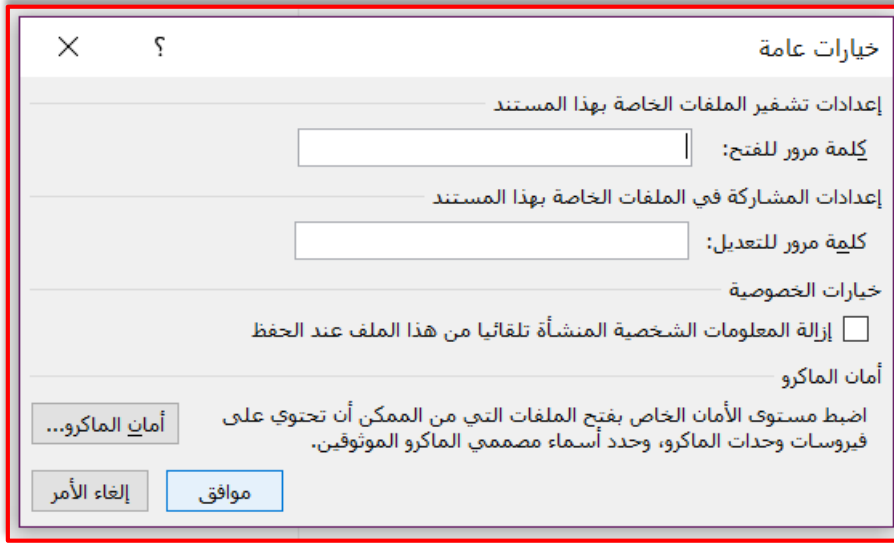 خيارات عامة ؟
إعدادات تشفير الملفات الخاصة بهذا المستند
كلمة مرور للفتح:
إعدادات المشاركة في الملفات الخاصة بهذا المستند
كلمة مرور للتعديل:
خيارات الخصوصية
إزالة المعلومات الشخصية المنشأة تلقائيا من هذا الملف عند الحفظ
أمان الماكرو
اضبط مستوى الأمان الخاص بفتح الملفات التي من الممكن أن تحتوي على
فيروسات وحدات الماكرو، وحدد أسماء مصممي الماكرو الموثوقين.
أمان الماكرو...
موافق
إلغاء الأمر